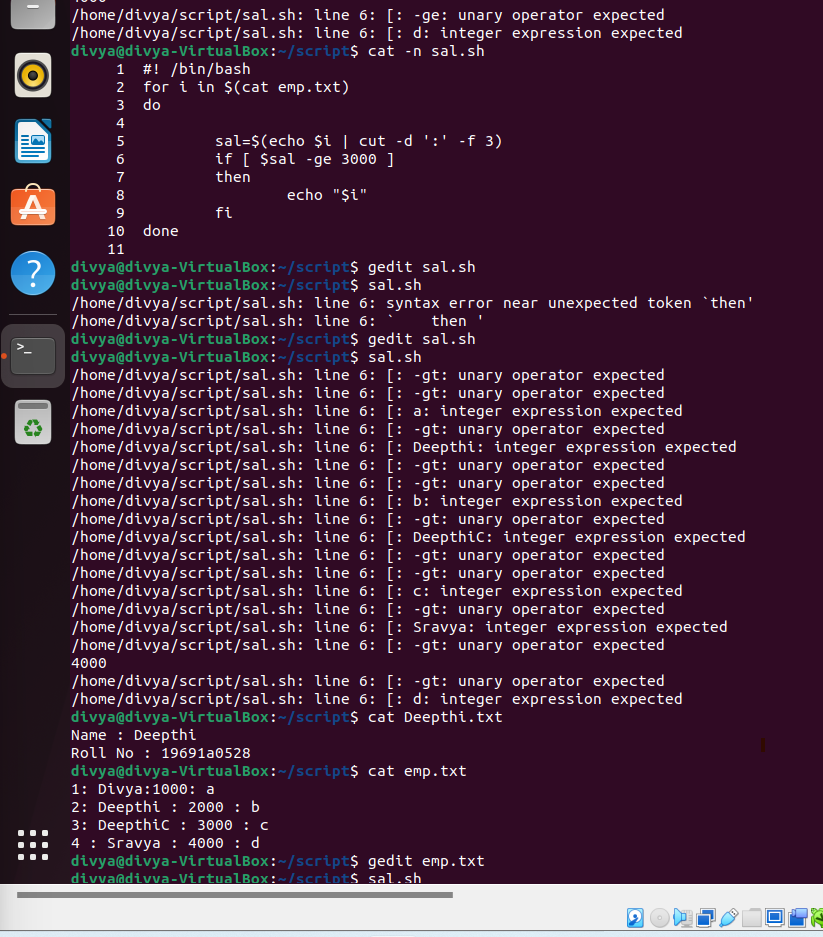 /home/divya/script/sal.sh: line 6: [: -ge: unary operator expected
/home/divya/script/sal.sh: line 6: [: d: integer expression expected
divya@divya-VirtualBox:~/script$ cat -n sal.sh
1 #! /bin/bash
2 for i in $(cat emp.txt)
3 do
4
5 sal=$(echo $i | cut -d ':' -f 3)
6 if [ $sal -ge 3000 ]
7 then
8 echo "$i"
9 fi
10 done
11
divya@divya-VirtualBox:~/script$ gedit sal.sh
divya@divya-VirtualBox:~/script$ sal.sh
/home/divya/script/sal.sh: line 6: syntax error near unexpected token `then'
/home/divya/script/sal.sh: line 6: `    then '
divya@divya-VirtualBox:~/script$ gedit sal.sh
divya@divya-VirtualBox:~/script$ sal.sh
/home/divya/script/sal.sh: line 6: [: -gt: unary operator expected
/home/divya/script/sal.sh: line 6: [: -gt: unary operator expected
/home/divya/script/sal.sh: line 6: [: a: integer expression expected
/home/divya/script/sal.sh: line 6: [: -gt: unary operator expected
/home/divya/script/sal.sh: line 6: [: Deepthi: integer expression expected
/home/divya/script/sal.sh: line 6: [: -gt: unary operator expected
/home/divya/script/sal.sh: line 6: [: -gt: unary operator expected
/home/divya/script/sal.sh: line 6: [: b: integer expression expected
/home/divya/script/sal.sh: line 6: [: -gt: unary operator expected
/home/divya/script/sal.sh: line 6: [: DeepthiC: integer expression expected
/home/divya/script/sal.sh: line 6: [: -gt: unary operator expected
/home/divya/script/sal.sh: line 6: [: -gt: unary operator expected
/home/divya/script/sal.sh: line 6: [: c: integer expression expected
/home/divya/script/sal.sh: line 6: [: -gt: unary operator expected
/home/divya/script/sal.sh: line 6: [: Sravya: integer expression expected
/home/divya/script/sal.sh: line 6: [: -gt: unary operator expected
4000
/home/divya/script/sal.sh: line 6: [: -gt: unary operator expected
/home/divya/script/sal.sh: line 6: [: d: integer expression expected
divya@divya-VirtualBox:~/script$ cat Deepthi.txt
Name : Deepthi
Roll No : 19691a0528
divya@divya-VirtualBox:~/script$ cat emp.txt
1: Divya:1000: a
2: Deepthi : 2000 : b
3: DeepthiC : 3000 : c
4 : Sravya : 4000 : d
divya@divya-VirtualBox:~/script$ gedit emp.txt
divya@divya-VirtualBox:~/script$ sal.sh